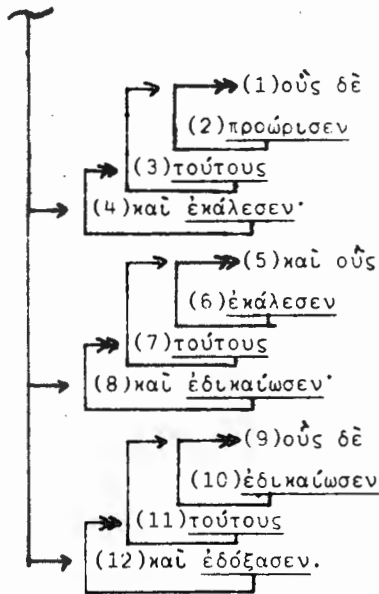 (1)οὓς δὲ
(2)προώρισεν
(3)τούτους
(4)καὶ ἐκάλεσεν·
(5)καὶ οὓς
(6)ἐκάλεσεν
(7)τούτους
(8)καὶ ἐδικαίωσεν·
(9)οὓς δὲ
(10)ἐδικαίωσεν
(11)τούτους
(12)καὶ ἐδόξασεν.